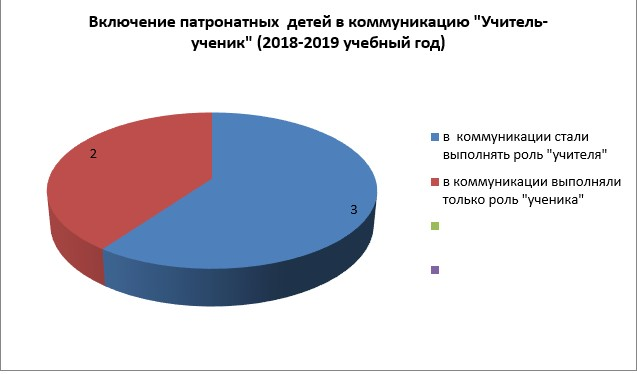 Включение патронатных  детей в коммуникацию "Учитель-
ученик" (2018-2019 учебный год)
2
3
в  коммуникации стали
выполнять роль "учителя"
в коммуникации выполняли
только роль "ученика"